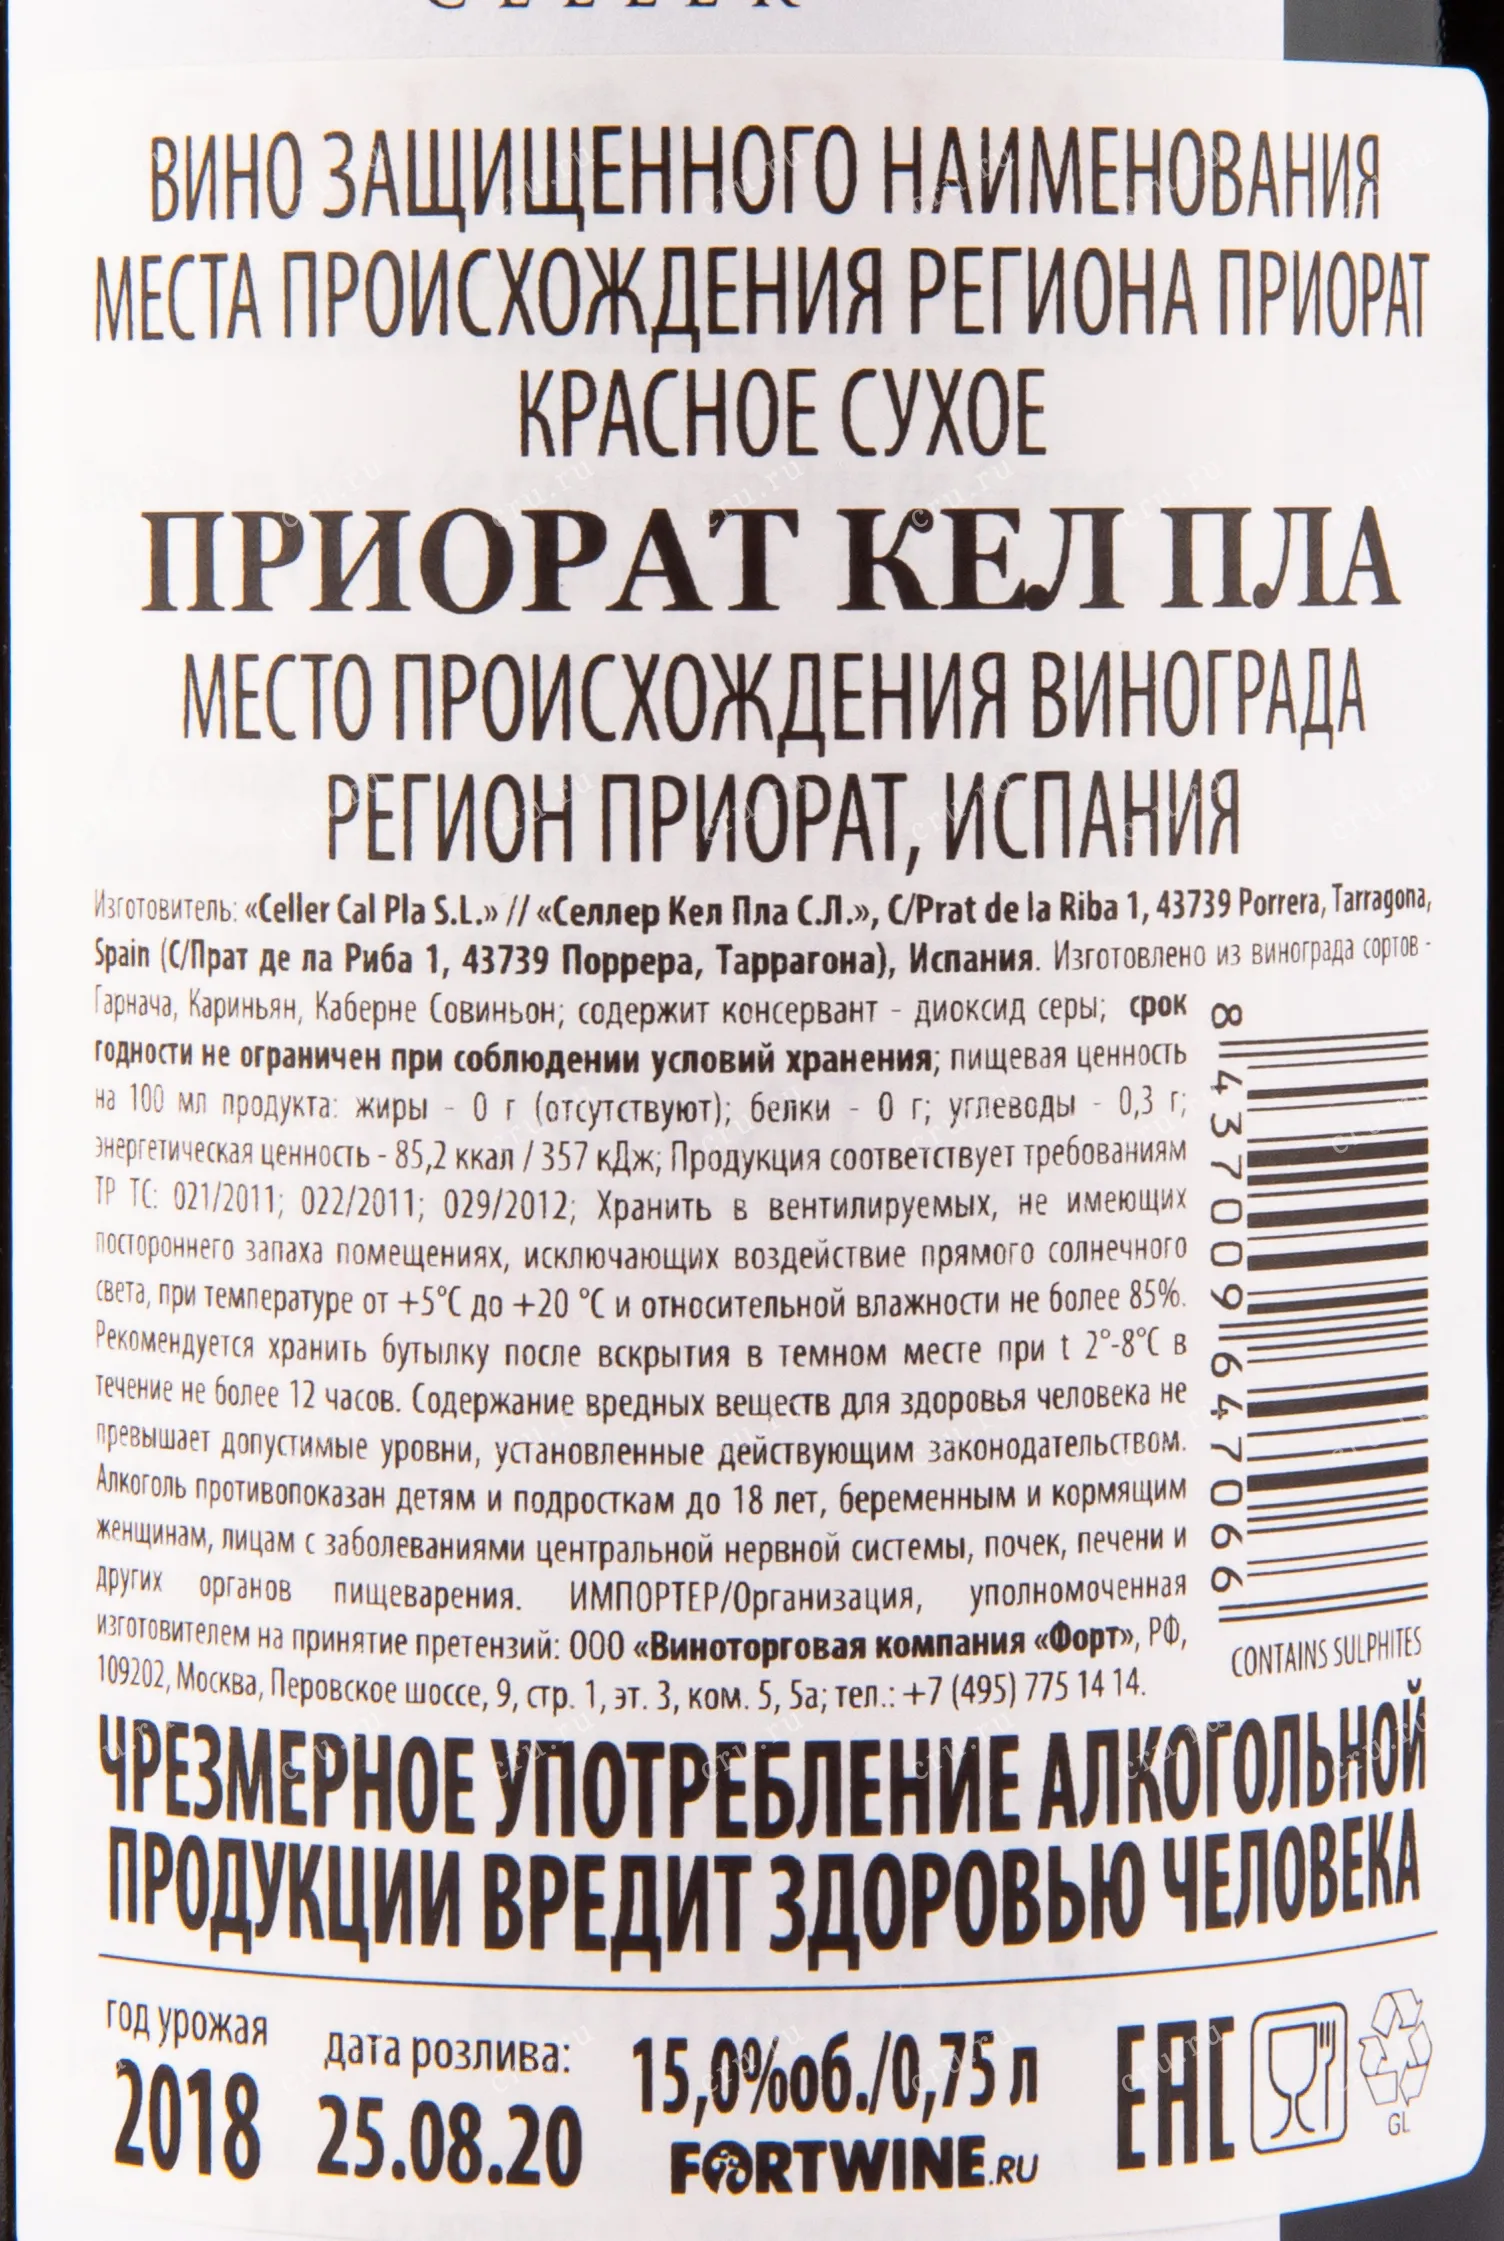 ВИНО ЗАЩИЩЕННОГО НАИМЕНОВАНИЯ
МЕСТА ПРОИСХОЖДЕНИЯ РЕГИОНА ПРИОРАТ
КРАСНОЕ СУХОЕ
ПРИОРАТ КЕЛ ПЛА
МЕСТО ПРОИСХОЖДЕНИЯ ВИНОГРАДА
РЕГИОН ПРИОРАТ, ИСПАНИЯ
Изготовитель: «Celler Cal Pla S.L.» // «Селлер Кел Пла С.Л.», C/Prat de la Riba 1, 43739 Porrera, Tarragona,
Spain (С/Прат де ла Риба 1, 43739 Поррера, Таррагона), Испания. Изготовлено из винограда сортов -
Гарнача, Кариньян, Каберне Совиньон; содержит консервант - диоксид серы; срок
годности не ограничен при соблюдении условий хранения; пищевая ценность
на 100 мл продукта: жиры - 0 г (отсутствуют); белки - 0 г; углеводы - 0,3 г;
энергетическая ценность - 85,2 ккал / 357 кДж; Продукция соответствует требованиям
ТР ТС: 021/2011; 022/2011; 029/2012; Хранить в вентилируемых, не имеющих
постороннего запаха помещениях, исключающих воздействие прямого солнечного
света, при температуре от +5°C до +20 °C и относительной влажности не более 85%.
Рекомендуется хранить бутылку после вскрытия в темном месте при t 2°-8°C в
течение не более 12 часов. Содержание вредных веществ для здоровья человека не
превышает допустимые уровни, установленные действующим законодательством.
Алкоголь противопоказан детям и подросткам до 18 лет, беременным и кормящим
женщинам, лицам с заболеваниями центральной нервной системы, почек, печени и
других органов пищеварения. ИМПОРТЕР/Организация, уполномоченная
изготовителем на принятие претензий: ООО «Виноторговая компания «Форт», РФ,
109202, Москва, Перовское шоссе, 9, стр. 1, эт. 3, ком. 5, 5а; тел.: +7 (495) 775 14 14.
8 437009 647066
CONTAINS SULPHITES
ЧРЕЗМЕРНОЕ УПОТРЕБЛЕНИЕ АЛКОГОЛЬНОЙ
ПРОДУКЦИИ ВРЕДИТ ЗДОРОВЬЮ ЧЕЛОВЕКА
год урожая
2018
дата розлива:
25.08.20
15,0%об./0,75 л
FORTWINE.RU
EAC
GL
cru.ru